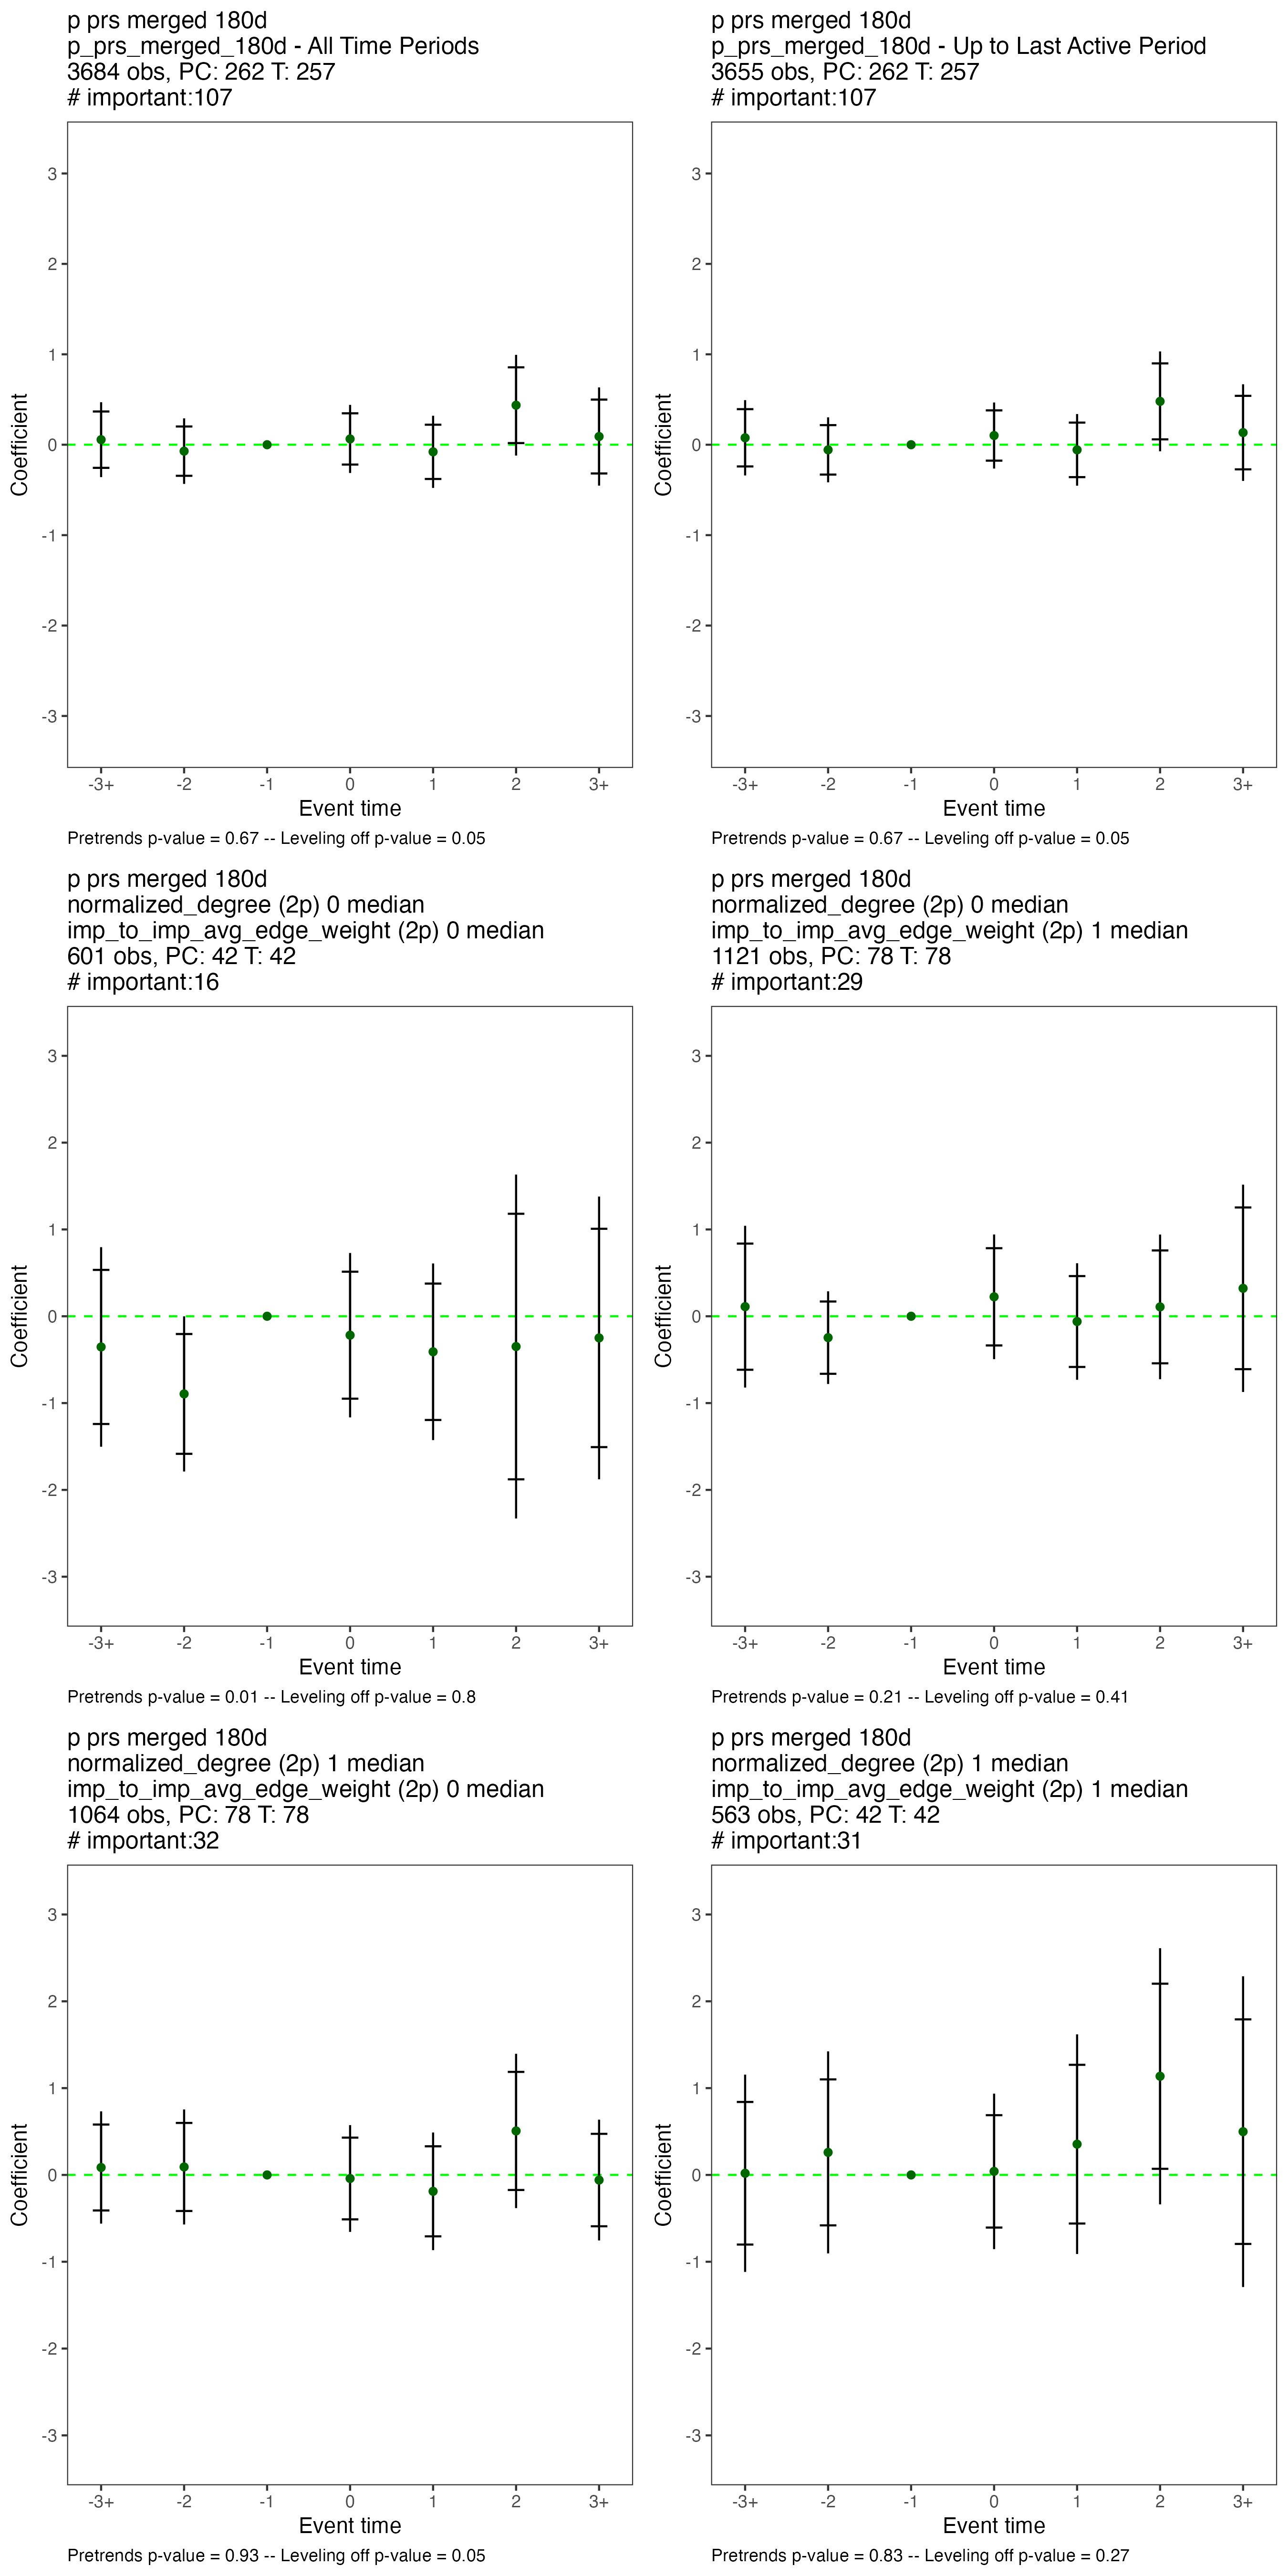 p prs merged 180d
p_prs_merged_180d - All Time Periods
3684 obs, PC: 262 T: 257
# important:107
3
2
1
0
-1
-2
-3
Coefficient
-3+ -2 -1 0 1 2 3+
Event time
Pretrends p-value = 0.67 -- Leveling off p-value = 0.05
p prs merged 180d
p_prs_merged_180d - Up to Last Active Period
3655 obs, PC: 262 T: 257
# important:107
3
2
1
0
-1
-2
-3
Coefficient
-3+ -2 -1 0 1 2 3+
Event time
Pretrends p-value = 0.67 -- Leveling off p-value = 0.05
p prs merged 180d
normalized_degree (2p) 0 median
imp_to_imp_avg_edge_weight (2p) 0 median
601 obs, PC: 42 T: 42
# important:16
3
2
1
0
-1
-2
-3
Coefficient
-3+ -2 -1 0 1 2 3+
Event time
Pretrends p-value = 0.01 -- Leveling off p-value = 0.8
p prs merged 180d
normalized_degree (2p) 0 median
imp_to_imp_avg_edge_weight (2p) 1 median
1121 obs, PC: 78 T: 78
# important:29
3
2
1
0
-1
-2
-3
Coefficient
-3+ -2 -1 0 1 2 3+
Event time
Pretrends p-value = 0.21 -- Leveling off p-value = 0.41
p prs merged 180d
normalized_degree (2p) 1 median
imp_to_imp_avg_edge_weight (2p) 0 median
1064 obs, PC: 78 T: 78
# important:32
3
2
1
0
-1
-2
-3
Coefficient
-3+ -2 -1 0 1 2 3+
Event time
Pretrends p-value = 0.93 -- Leveling off p-value = 0.05
p prs merged 180d
normalized_degree (2p) 1 median
imp_to_imp_avg_edge_weight (2p) 1 median
563 obs, PC: 42 T: 42
# important:31
3
2
1
0
-1
-2
-3
Coefficient
-3+ -2 -1 0 1 2 3+
Event time
Pretrends p-value = 0.83 -- Leveling off p-value = 0.27